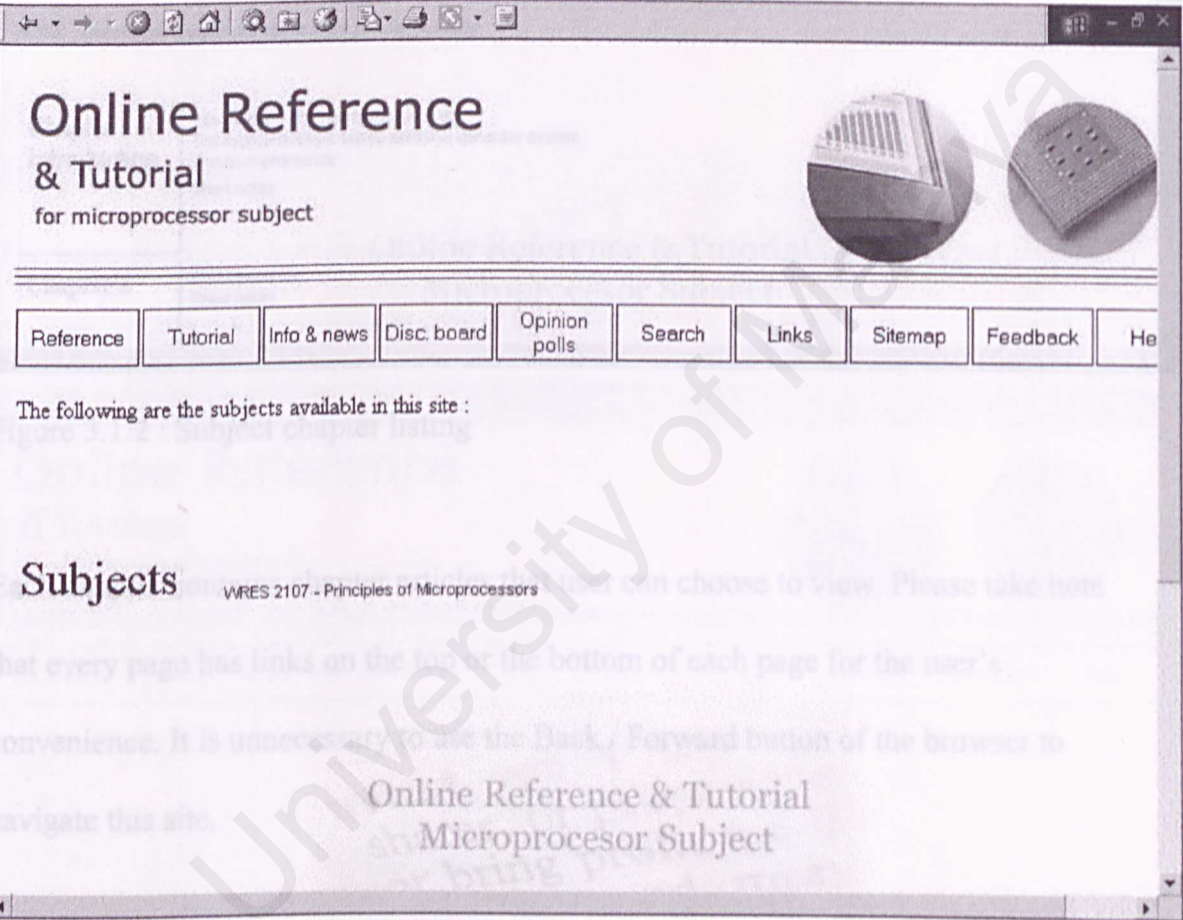 Online Reference
& Tutorial
for microprocessor subject
Reference Tutorial Info & news Disc. board Opinion polls Search Links Sitemap Feedback He
The following are the subjects available in this site :
Figure 3.1.2 Subject chapter listing
Subjects WRES 2107 - Principles of Microprocessors
contains chapter articles that user can choose to view. Please take note
that every page has links on the top or the bottom of each page for the user's
convenience. It is unnecessary to use the Back / Forward button of the browser to
navigate this site.
Online Reference & Tutorial
Microprocesor Subject
University of Malaya